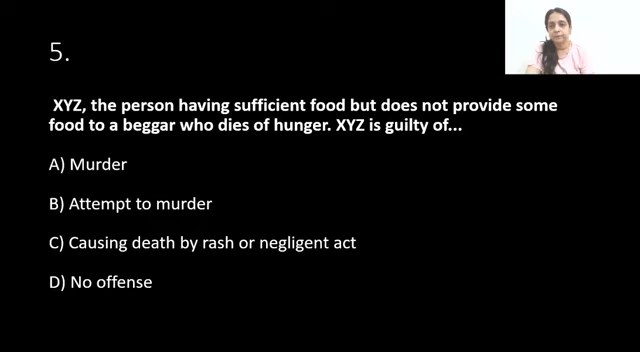 5.
XYZ, the person having sufficient food but does not provide some
food to a beggar who dies of hunger. XYZ is guilty of...
A) Murder
B) Attempt to murder
C) Causing death by rash or negligent act
D) No offense